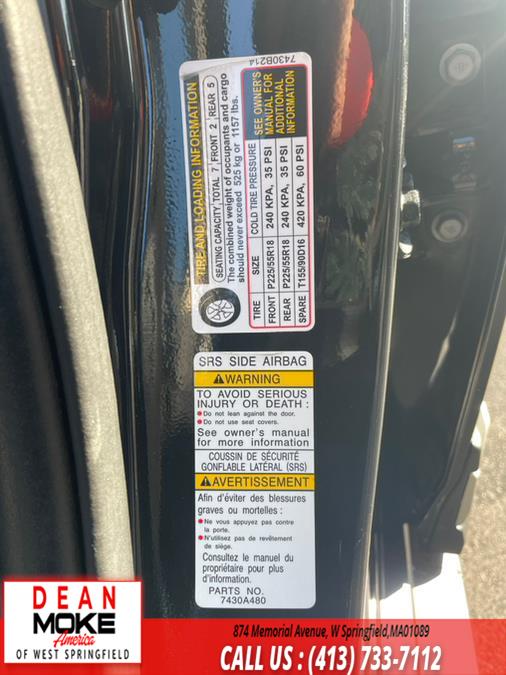 7430B214
TIRE AND LOADING INFORMATION
SEATING CAPACITY TOTAL 7 FRONT 2 REAR 5
The combined weight of occupants and cargo
should never exceed 525 kg or 1157 lbs.
TIRE SIZE COLD TIRE PRESSURE
FRONT P225/55R18 240 KPA, 35 PSI
REAR P225/55R18 240 KPA, 35 PSI
SPARE T155/90D16 420 KPA, 60 PSI
SEE OWNER'S
MANUAL FOR
ADDITIONAL
INFORMATION
SRS SIDE AIRBAG
WARNING
TO AVOID SERIOUS
INJURY OR DEATH :
● Do not lean against the door.
● Do not use seat covers.
See owner's manual
for more information
COUSSIN DE SÉCURITÉ
GONFLABLE LATÉRAL (SRS)
AVERTISSEMENT
Afin d'éviter des blessures
graves ou mortelles :
● Ne vous appuyez pas contre
la porte.
● N'utilisez pas de revêtement
de siège.
Consultez le manuel du
propriétaire pour plus
d'information.
PARTS NO.
7430A480
DEAN
MOKE
America
OF WEST SPRINGFIELD
874 Memorial Avenue, W Springfield,MA01089
CALL US : (413) 733-7112